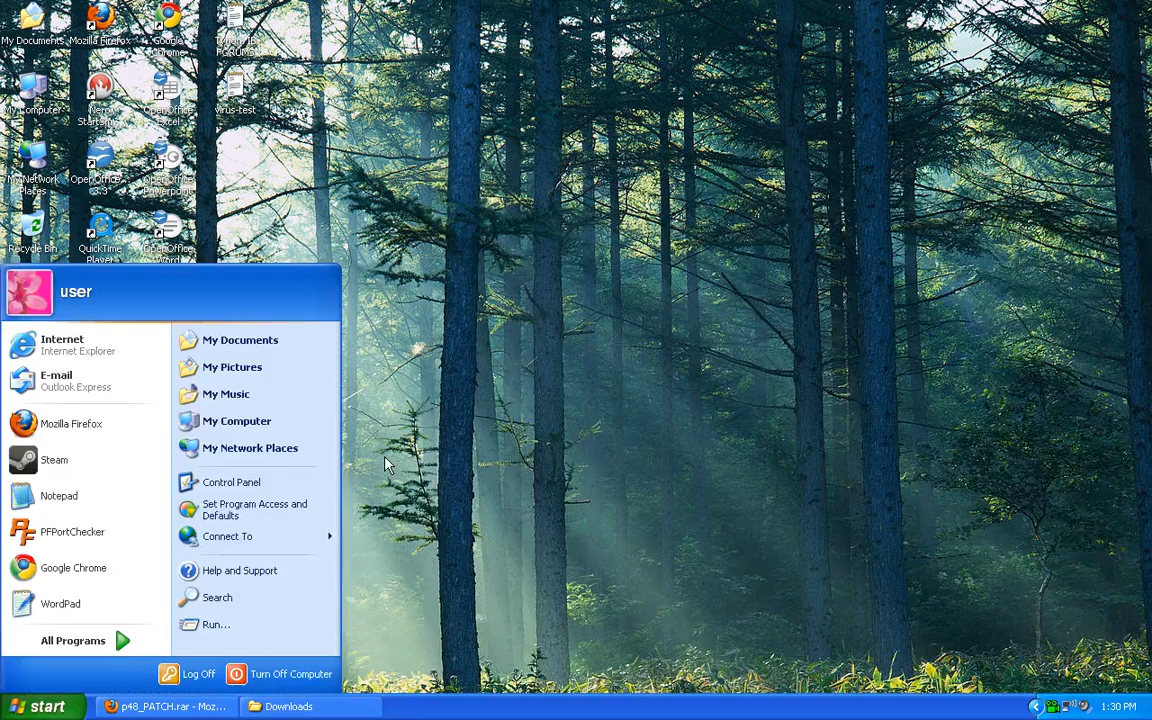 My Documents
Mozilla Firefox
Google
Chrome
FORUMS
My Computer
Nero
StartSmart
OpenOffice
Excel
virus-test
My Network
Places
OpenOffice
3.3
OpenOffice
Powerpoint
Recycle Bin
QuickTime
Player
OpenOffice
Word
user
Internet
Internet Explorer
E-mail
Outlook Express
Mozilla Firefox
Steam
Notepad
PFPortChecker
Google Chrome
WordPad
All Programs
My Documents
My Pictures
My Music
My Computer
My Network Places
Control Panel
Set Program Access and
Defaults
Connect To
Help and Support
Search
Run...
Log Off
Turn Off Computer
start
p48_PATCH.rar - Moz...
Downloads
1:30 PM